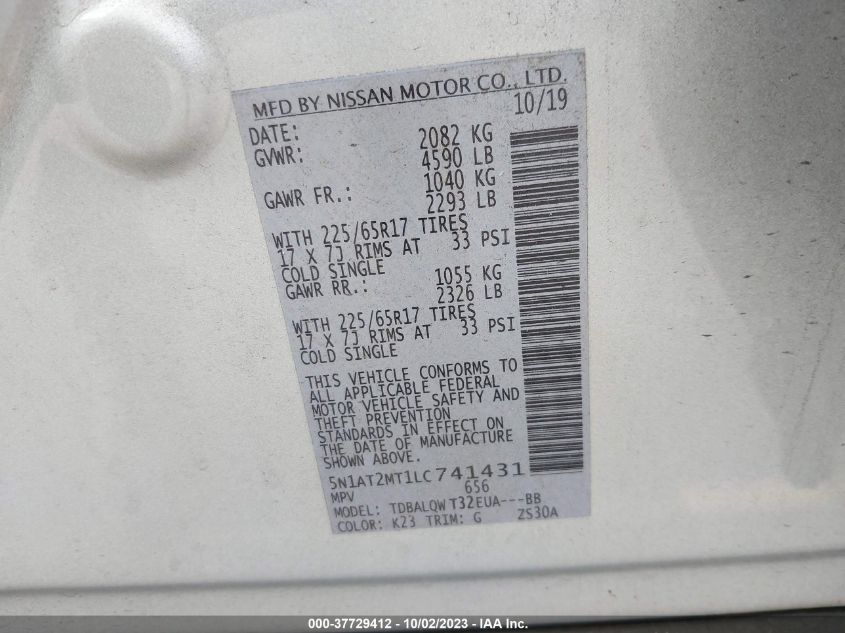 MFD BY NISSAN MOTOR CO., LTD.
DATE: 10/19
GVWR: 2082 KG
4590 LB
GAWR FR.: 1040 KG
2293 LB
WITH 225/65R17 TIRES
17 X 7J RIMS AT 33 PSI
COLD SINGLE
GAWR RR.: 1055 KG
2326 LB
WITH 225/65R17 TIRES
17 X 7J RIMS AT 33 PSI
COLD SINGLE
THIS VEHICLE CONFORMS TO
ALL APPLICABLE FEDERAL
MOTOR VEHICLE SAFETY AND
THEFT PREVENTION
STANDARDS IN EFFECT ON
THE DATE OF MANUFACTURE
SHOWN ABOVE.
5N1AT2MT1LC741431
MPV 656
MODEL: TDBALQWT32EUA---BB
COLOR: K23 TRIM: G ZS30A
000-37729412 - 10/02/2023 - IAA Inc.